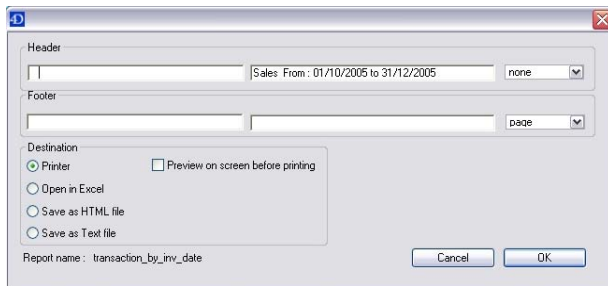 4D
Header
Sales From : 01/10/2005 to 31/12/2005
none
Footer
page
Destination
Printer
Preview on screen before printing
Open in Excel
Save as HTML file
Save as Text file
Report name : transaction_by_inv_date
Cancel
OK